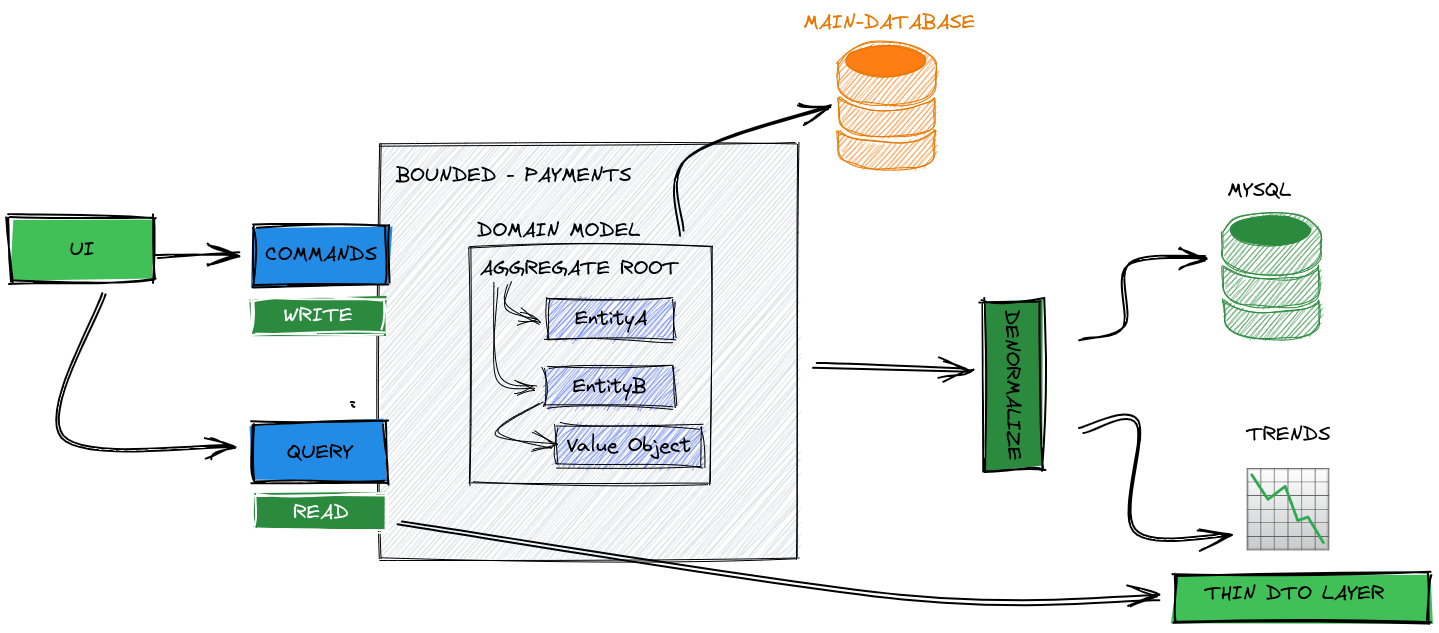 MAIN-DATABASE
BOUNDED - PAYMENTS
MYSQL
UI
COMMANDS
WRITE
DOMAIN MODEL
AGGREGATE ROOT
EntityA
EntityB
Value Object
DENORMALIZE
:
QUERY
READ
TRENDS
THIN DTO LAYER